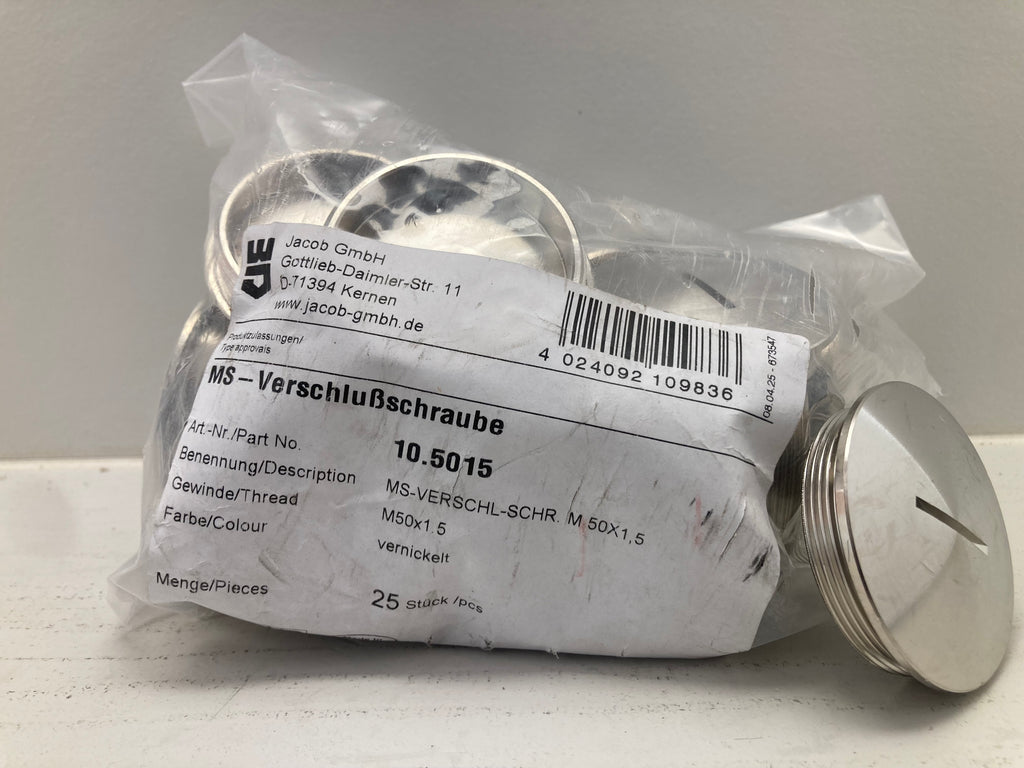 Jacob GmbH
Gottlieb-Daimler-Str. 11
D-71394 Kernen
www.jacob-gmbh.de
Produktzulassungen/
Type approvals
4 024092 109836
08.04.25 - 673547
MS-Verschlußschraube
Art.-Nr./Part No. 10.5015
Benennung/Description MS-VERSCHL-SCHR. M 50X1,5
Gewinde/Thread M50x1.5
Farbe/Colour vernickelt
Menge/Pieces 25 Stück /pcs